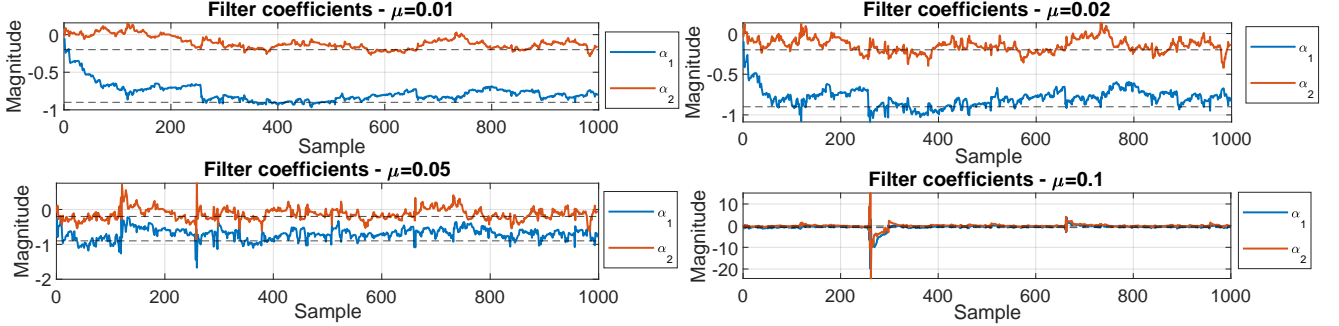 Filter coefficients - μ=0.01
Magnitude
0
-0.5
-1
0
200
400
600
800
1000
Sample
α1
α2
Filter coefficients - μ=0.02
Magnitude
0
-0.5
-1
0
200
400
600
800
1000
Sample
α1
α2
Filter coefficients - μ=0.05
Magnitude
0
-1
-2
0
200
400
600
800
1000
Sample
α1
α2
Filter coefficients - μ=0.1
Magnitude
10
0
-10
-20
0
200
400
600
800
1000
Sample
α1
α2